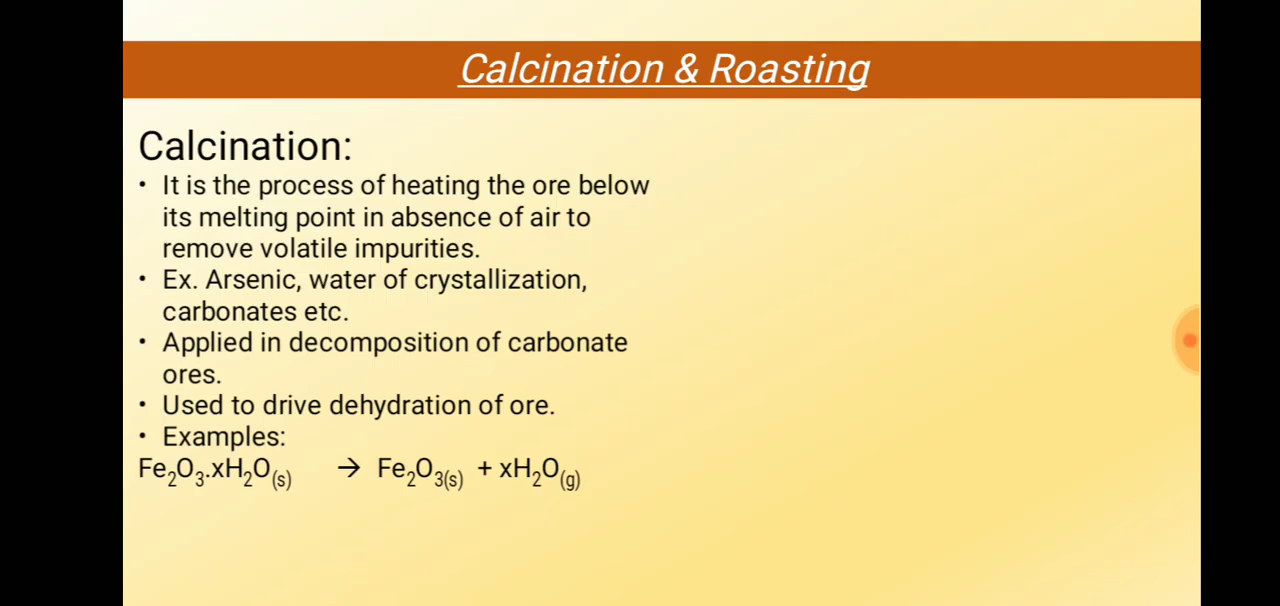 Calcination & Roasting
Calcination:
• It is the process of heating the ore below
its melting point in absence of air to
remove volatile impurities.
• Ex. Arsenic, water of crystallization,
carbonates etc.
• Applied in decomposition of carbonate
ores.
• Used to drive dehydration of ore.
• Examples:
Fe₂O₃.xH₂O₍s₎ → Fe₂O₃₍s₎ + xH₂O₍g₎